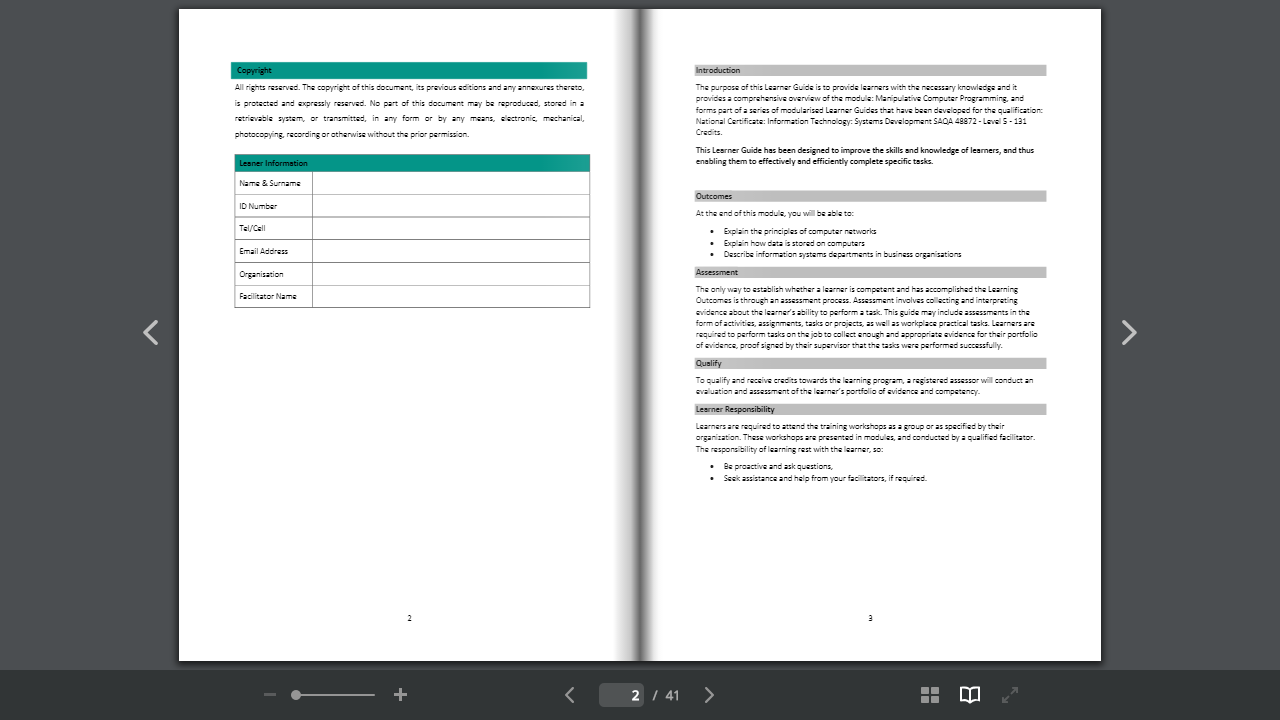 Copyright
All rights reserved. The copyright of this document, its previous editions and any annexures thereto,
is protected and expressly reserved. No part of this document may be reproduced, stored in a
retrievable system, or transmitted, in any form or by any means, electronic, mechanical,
photocopying, recording or otherwise without the prior permission.
Leaner Information
Name & Surname
ID Number
Tel/Cell
Email Address
Organisation
Facilitator Name
2
Introduction
The purpose of this Learner Guide is to provide learners with the necessary knowledge and it
provides a comprehensive overview of the module: Manipulative Computer Programming, and
forms part of a series of modularised Learner Guides that have been developed for the qualification:
National Certificate: Information Technology: Systems Development SAQA 48872 - Level 5 - 131
Credits.
This Learner Guide has been designed to improve the skills and knowledge of learners, and thus
enabling them to effectively and efficiently complete specific tasks.
Outcomes
At the end of this module, you will be able to:
• Explain the principles of computer networks
• Explain how data is stored on computers
• Describe information systems departments in business organisations
Assessment
The only way to establish whether a learner is competent and has accomplished the Learning
Outcomes is through an assessment process. Assessment involves collecting and interpreting
evidence about the learner's ability to perform a task. This guide may include assessments in the
form of activities, assignments, tasks or projects, as well as workplace practical tasks. Learners are
required to perform tasks on the job to collect enough and appropriate evidence for their portfolio
of evidence, proof signed by their supervisor that the tasks were performed successfully.
Qualify
To qualify and receive credits towards the learning program, a registered assessor will conduct an
evaluation and assessment of the learner's portfolio of evidence and competency.
Learner Responsibility
Learners are required to attend the training workshops as a group or as specified by their
organization. These workshops are presented in modules, and conducted by a qualified facilitator.
The responsibility of learning rest with the learner, so:
• Be proactive and ask questions,
• Seek assistance and help from your facilitators, if required.
3
2 / 41